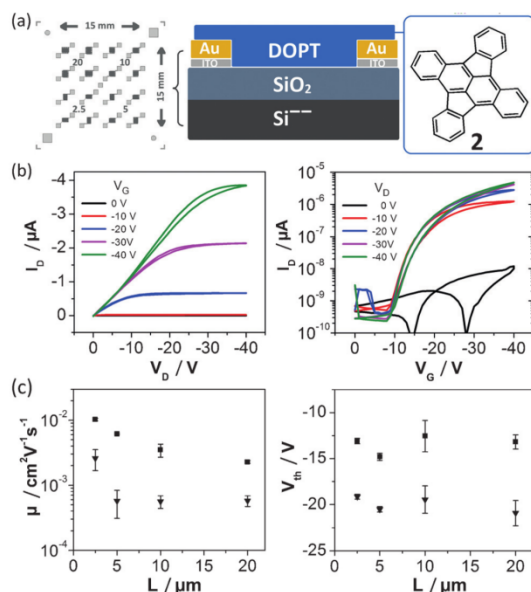 (a)
15 mm
20 10
2.5 5
15 mm
Au DOPT Au
ITO ITO
SiO₂
Si⁻⁻
2
(b)
V_G
0 V
-10 V
-20 V
-30V
-40 V
-4
-3
-2
-1
0
I_D / µA
0 -10 -20 -30 -40
V_D / V
V_D
0 V
-10 V
-20 V
-30 V
-40 V
10⁻⁵
10⁻⁶
10⁻⁷
10⁻⁸
10⁻⁹
10⁻¹⁰
I_D / µA
0 -10 -20 -30 -40
V_G / V
(c)
10⁻²
10⁻³
10⁻⁴
µ / cm²V⁻¹s⁻¹
0 5 10 15 20
L / µm
-10
-15
-20
-25
V_th / V
0 5 10 15 20
L / µm